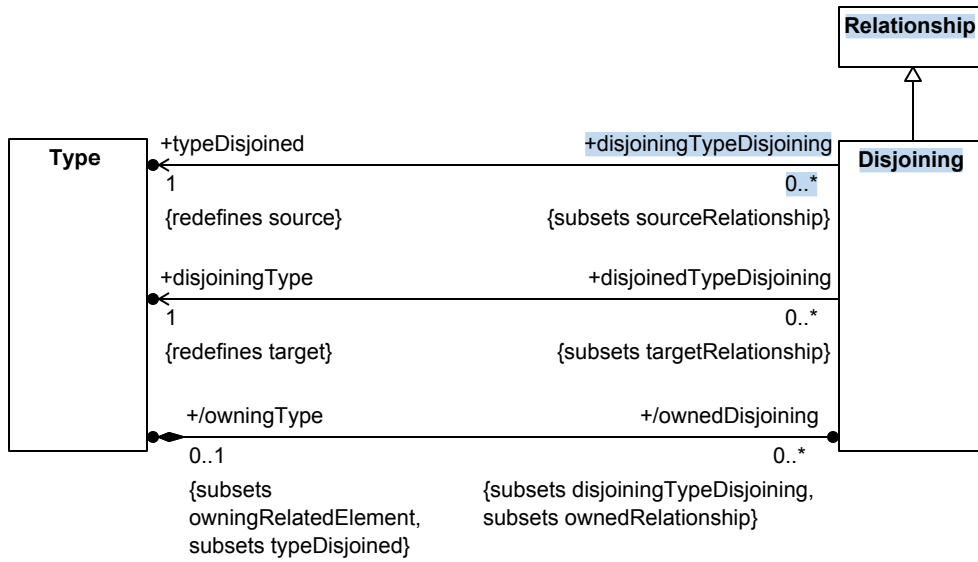 Relationship
+typeDisjoined +disjoiningTypeDisjoining
Type Disjoining
1 0..*
{redefines source} {subsets sourceRelationship}
+disjoiningType +disjoinedTypeDisjoining
1 0..*
{redefines target} {subsets targetRelationship}
+/owningType +/ownedDisjoining
0..1 0..*
{subsets {subsets disjoiningTypeDisjoining,
owningRelatedElement, subsets ownedRelationship}
subsets typeDisjoined}